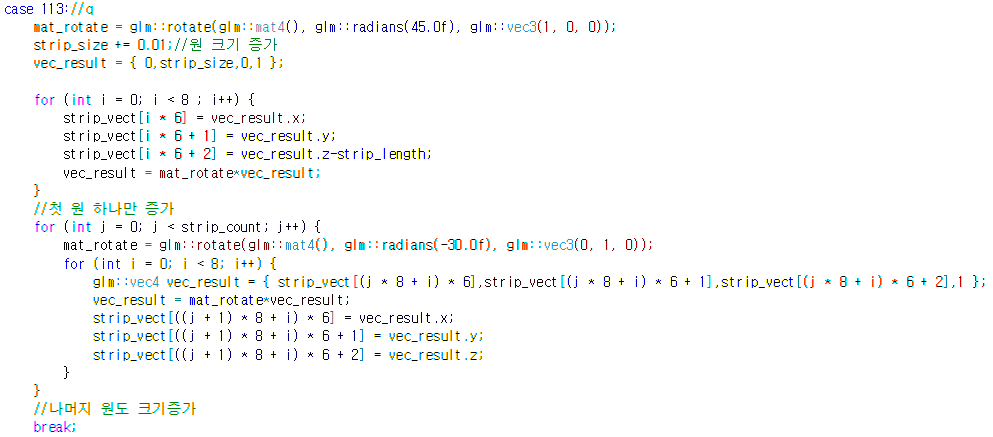 case 113://q
    mat_rotate = glm::rotate(glm::mat4(), glm::radians(45.0f), glm::vec3(1, 0, 0));
    strip_size += 0.01;//원 크기 증가
    vec_result = { 0,strip_size,0,1 };

    for (int i = 0; i < 8 ; i++) {
        strip_vect[i * 6] = vec_result.x;
        strip_vect[i * 6 + 1] = vec_result.y;
        strip_vect[i * 6 + 2] = vec_result.z-strip_length;
        vec_result = mat_rotate*vec_result;
    }
    //첫 원 하나만 증가
    for (int j = 0; j < strip_count; j++) {
        mat_rotate = glm::rotate(glm::mat4(), glm::radians(-30.0f), glm::vec3(0, 1, 0));
        for (int i = 0; i < 8; i++) {
            glm::vec4 vec_result = { strip_vect[(j * 8 + i) * 6],strip_vect[(j * 8 + i) * 6 + 1],strip_vect[(j * 8 + i) * 6 + 2],1 };
            vec_result = mat_rotate*vec_result;
            strip_vect[((j + 1) * 8 + i) * 6] = vec_result.x;
            strip_vect[((j + 1) * 8 + i) * 6 + 1] = vec_result.y;
            strip_vect[((j + 1) * 8 + i) * 6 + 2] = vec_result.z;
        }
    }
    //나머지 원도 크기증가
    break;